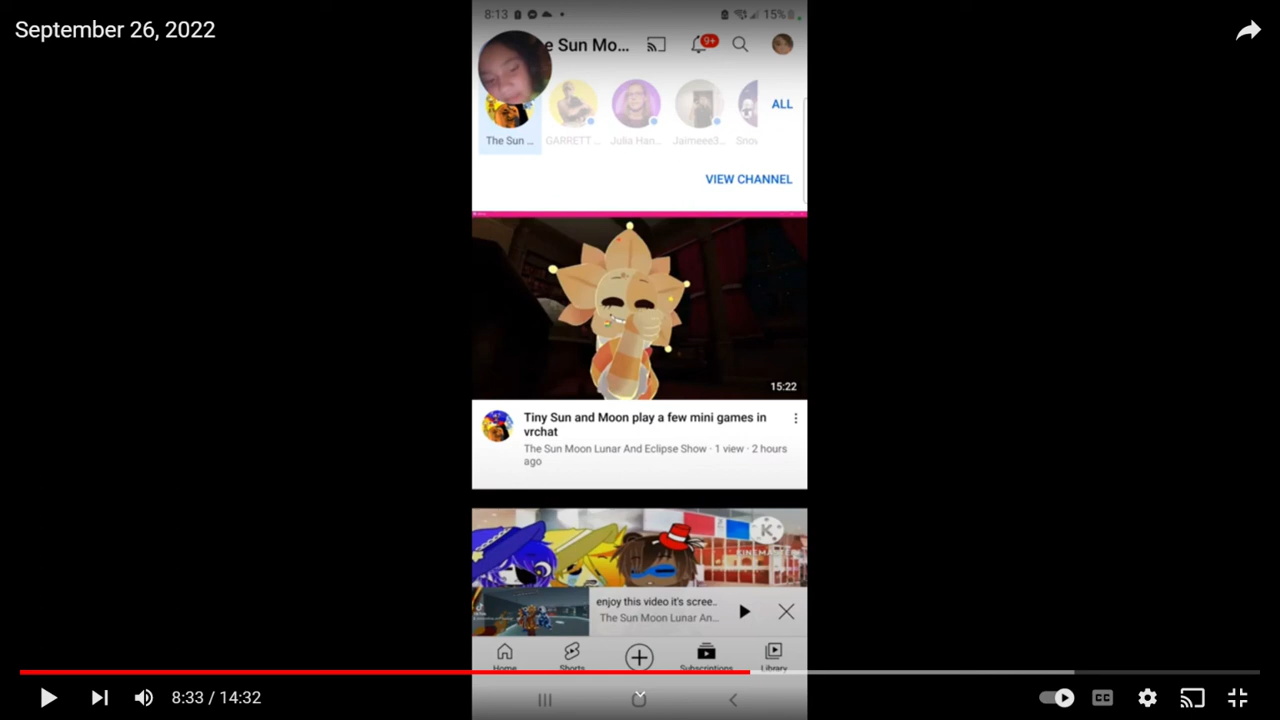 September 26, 2022
8:13
15%
e Sun Mo...
9+
ALL
The Sun ...
GARRETT ...
Julia Han...
Jaimeee3...
Snov
VIEW CHANNEL
15:22
Tiny Sun and Moon play a few mini games in
vrchat
The Sun Moon Lunar And Eclipse Show · 1 view · 2 hours
ago
K
KINEMASTER
enjoy this video it's scree..
The Sun Moon Lunar An...
Home
Shorts
Subscriptions
Library
8:33 / 14:32
CC